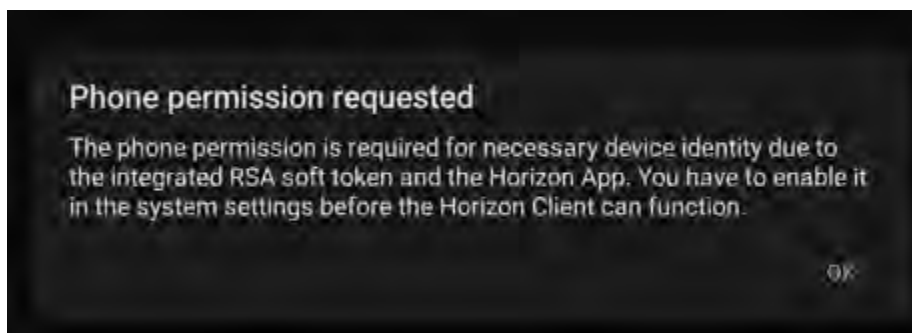 Phone permission requested
The phone permission is required for necessary device identity due to
the integrated RSA soft token and the Horizon App. You have to enable it
in the system settings before the Horizon Client can function.
OK